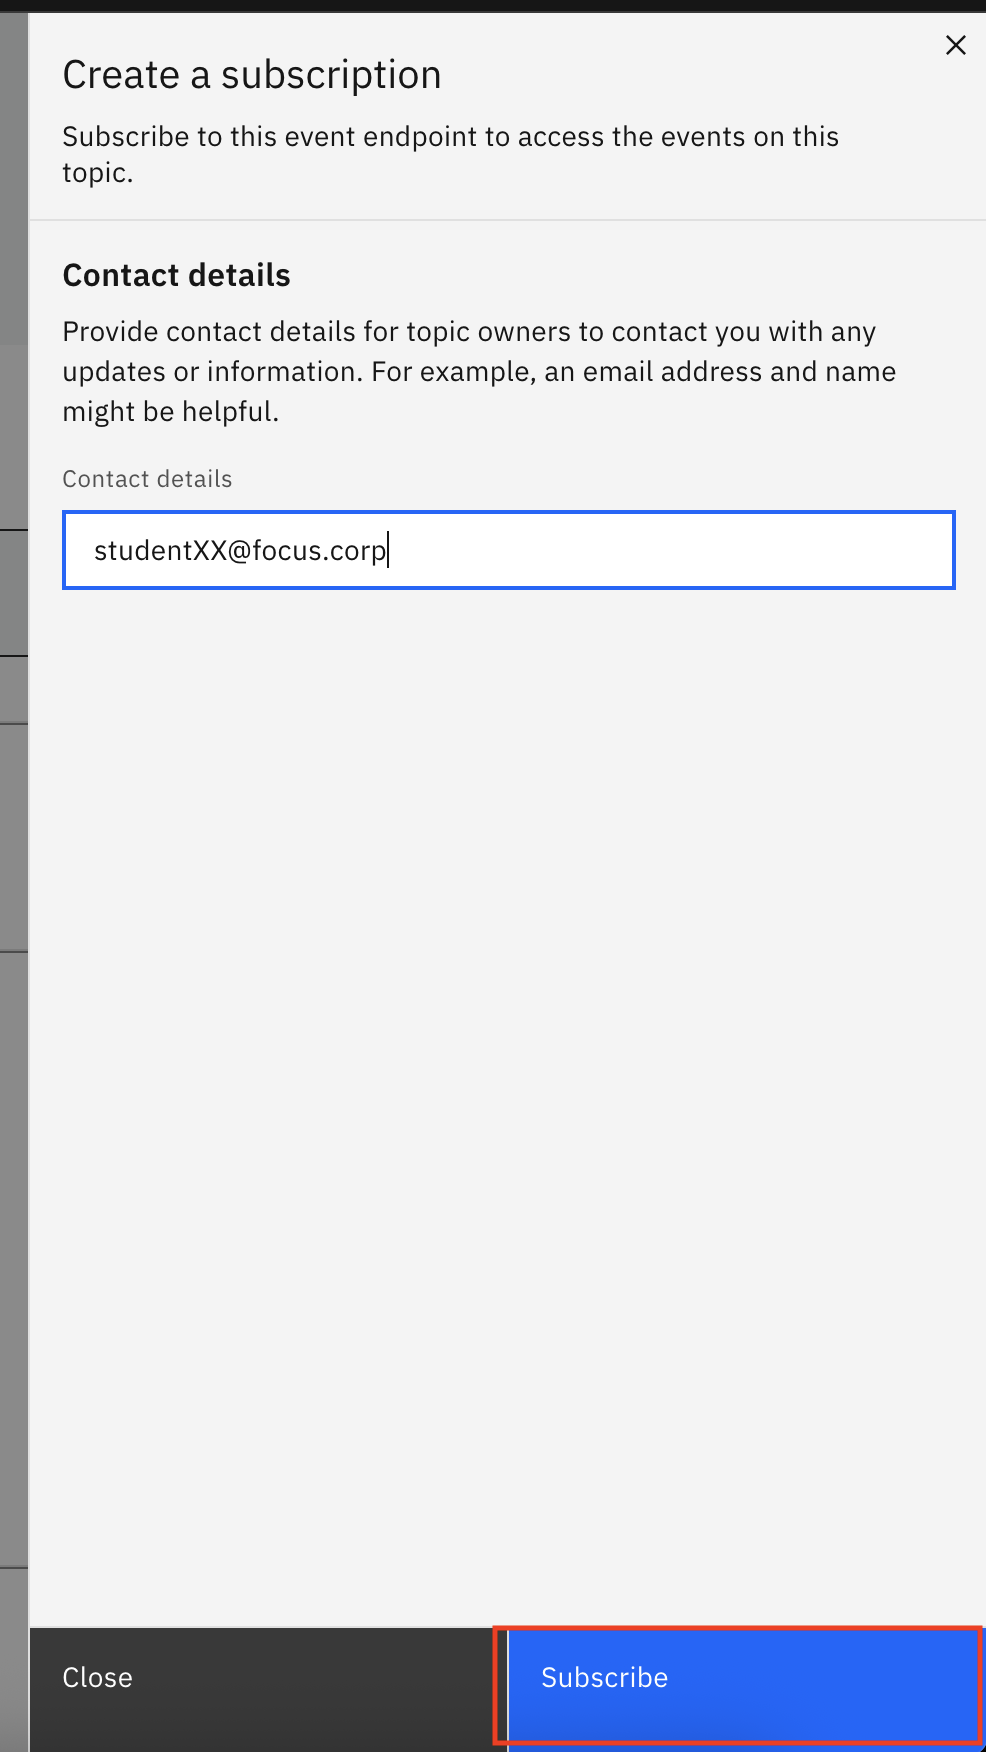 Create a subscription
Subscribe to this event endpoint to access the events on this
topic.
Contact details
Provide contact details for topic owners to contact you with any
updates or information. For example, an email address and name
might be helpful.
Contact details
studentXX@focus.corp
Close
Subscribe